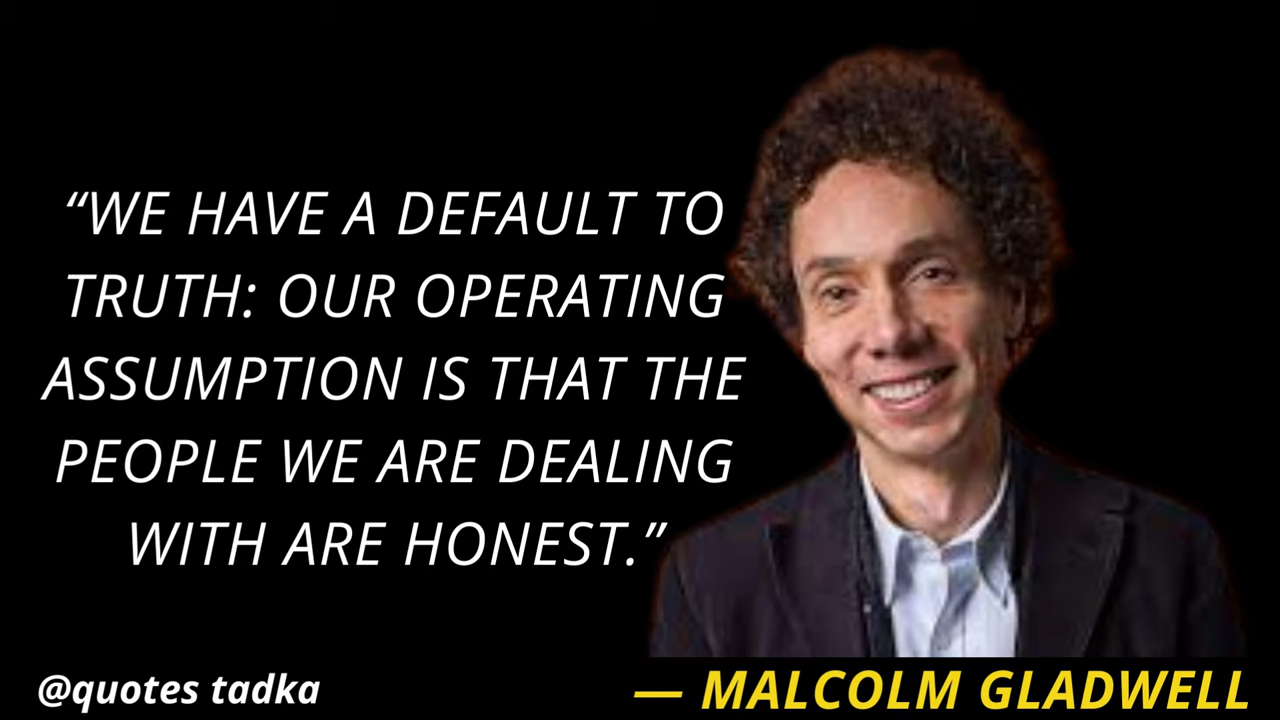 “WE HAVE A DEFAULT TO
TRUTH: OUR OPERATING
ASSUMPTION IS THAT THE
PEOPLE WE ARE DEALING
WITH ARE HONEST.”
@quotes tadka
— MALCOLM GLADWELL